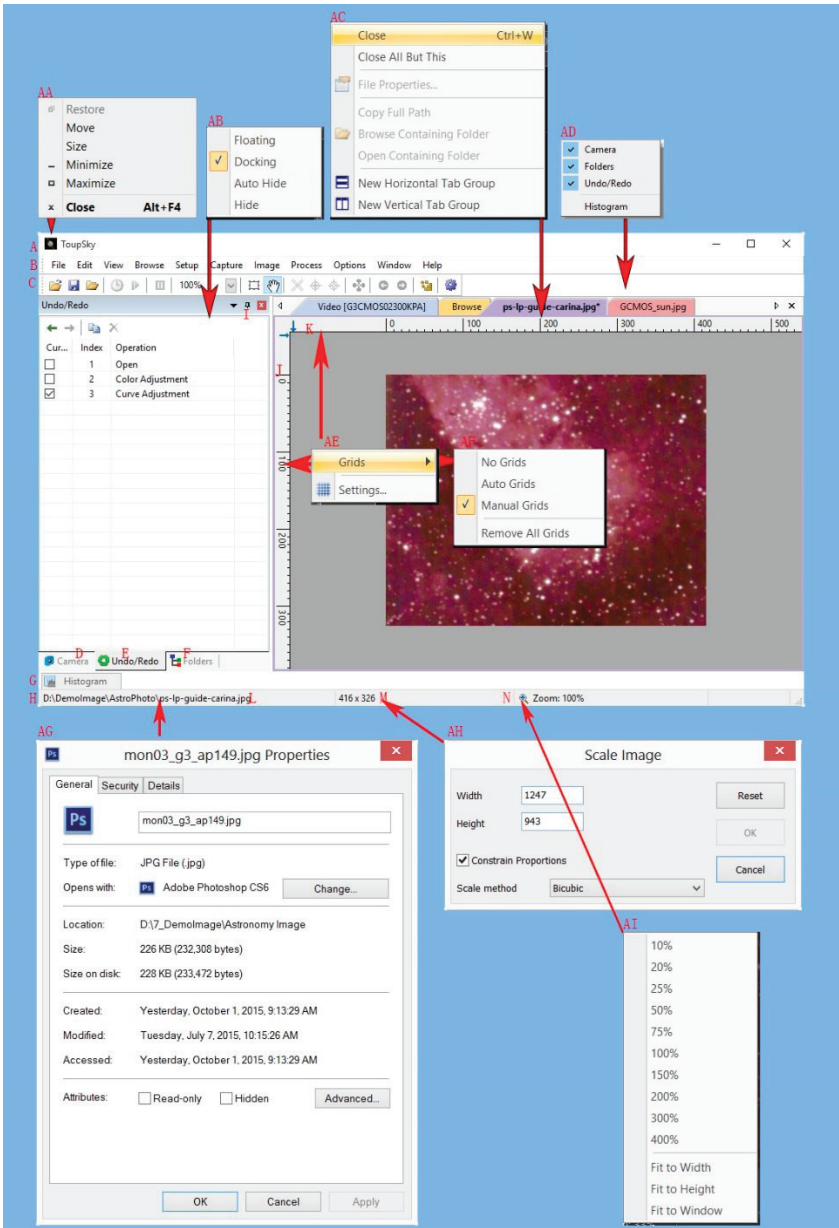 AC
Close Ctrl+W
Close All But This
File Properties...
Copy Full Path
Browse Containing Folder
Open Containing Folder
New Horizontal Tab Group
New Vertical Tab Group
AA
Restore
Move
Size
Minimize
Maximize
x Close Alt+F4
AB
Floating
Docking
Auto Hide
Hide
AD
Camera
Folders
Undo/Redo
Histogram
A ToupSky
B File Edit View Browse Setup Capture Image Process Options Window Help
C 100%
Undo/Redo
I
Video [G3CMOS02300KPA] Browse ps-lp-guide-carina.jpg* GCMOS_sun.jpg
Cur... Index Operation
1 Open
2 Color Adjustment
3 Curve Adjustment
K 0 100 200 300 400 500
J
0
100
200
300
AE
Grids
Settings...
AF
No Grids
Auto Grids
Manual Grids
Remove All Grids
D E F
Camera Undo/Redo Folders
G Histogram
H D:\DemoImage\AstroPhoto\ps-lp-guide-carina.jpg L 416 x 326 M N Zoom: 100%
AG
Ps mon03_g3_ap149.jpg Properties
General Security Details
Ps mon03_g3_ap149.jpg
Type of file: JPG File (.jpg)
Opens with: Ps Adobe Photoshop CS6 Change...
Location: D:\7_DemoImage\Astronomy Image
Size: 226 KB (232,308 bytes)
Size on disk: 228 KB (233,472 bytes)
Created: Yesterday, October 1, 2015, 9:13:29 AM
Modified: Tuesday, July 7, 2015, 10:15:26 AM
Accessed: Yesterday, October 1, 2015, 9:13:29 AM
Attributes: Read-only Hidden Advanced...
OK Cancel Apply
AH
Scale Image
Width 1247 Reset
Height 943 OK
Constrain Proportions Cancel
Scale method Bicubic
AI
10%
20%
25%
50%
75%
100%
150%
200%
300%
400%
Fit to Width
Fit to Height
Fit to Window